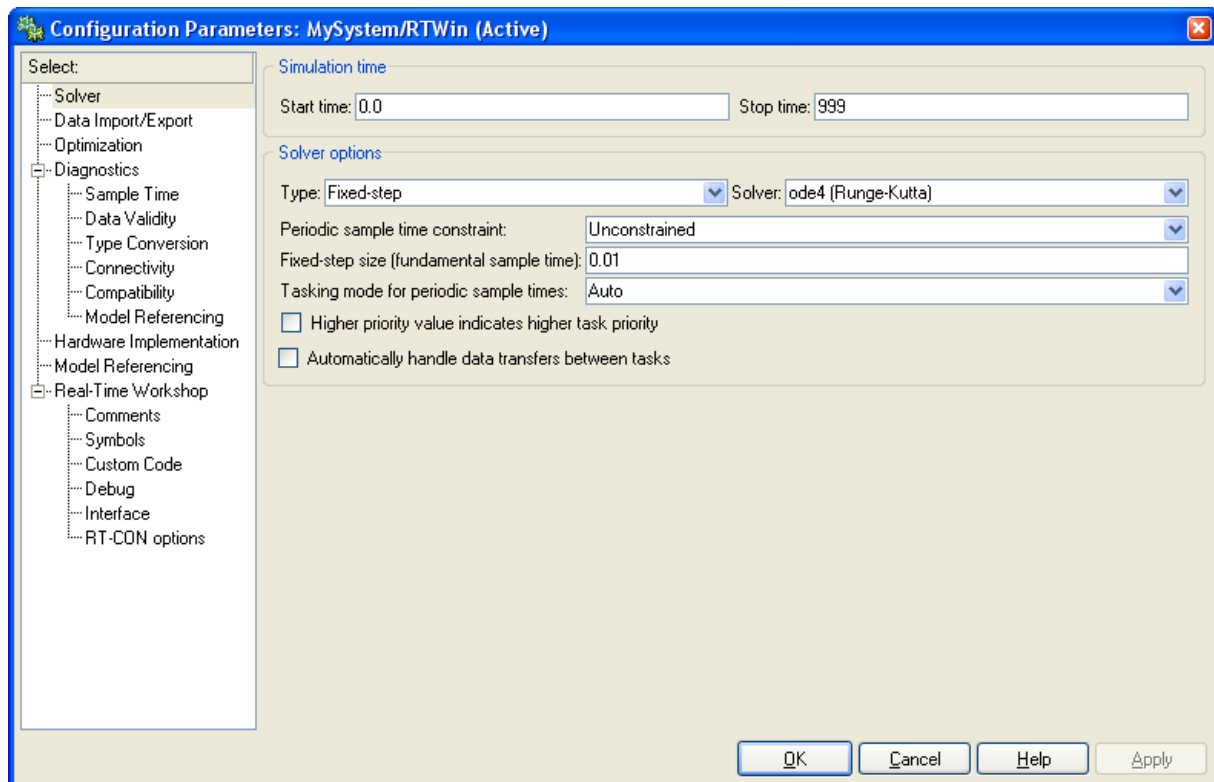 Configuration Parameters: MySystem/RTWin (Active)
Select:
Solver
Data Import/Export
Optimization
Diagnostics
Sample Time
Data Validity
Type Conversion
Connectivity
Compatibility
Model Referencing
Hardware Implementation
Model Referencing
Real-Time Workshop
Comments
Symbols
Custom Code
Debug
Interface
RT-CON options
Simulation time
Start time: 0.0 Stop time: 999
Solver options
Type: Fixed-step Solver: ode4 (Runge-Kutta)
Periodic sample time constraint: Unconstrained
Fixed-step size (fundamental sample time): 0.01
Tasking mode for periodic sample times: Auto
Higher priority value indicates higher task priority
Automatically handle data transfers between tasks
OK Cancel Help Apply